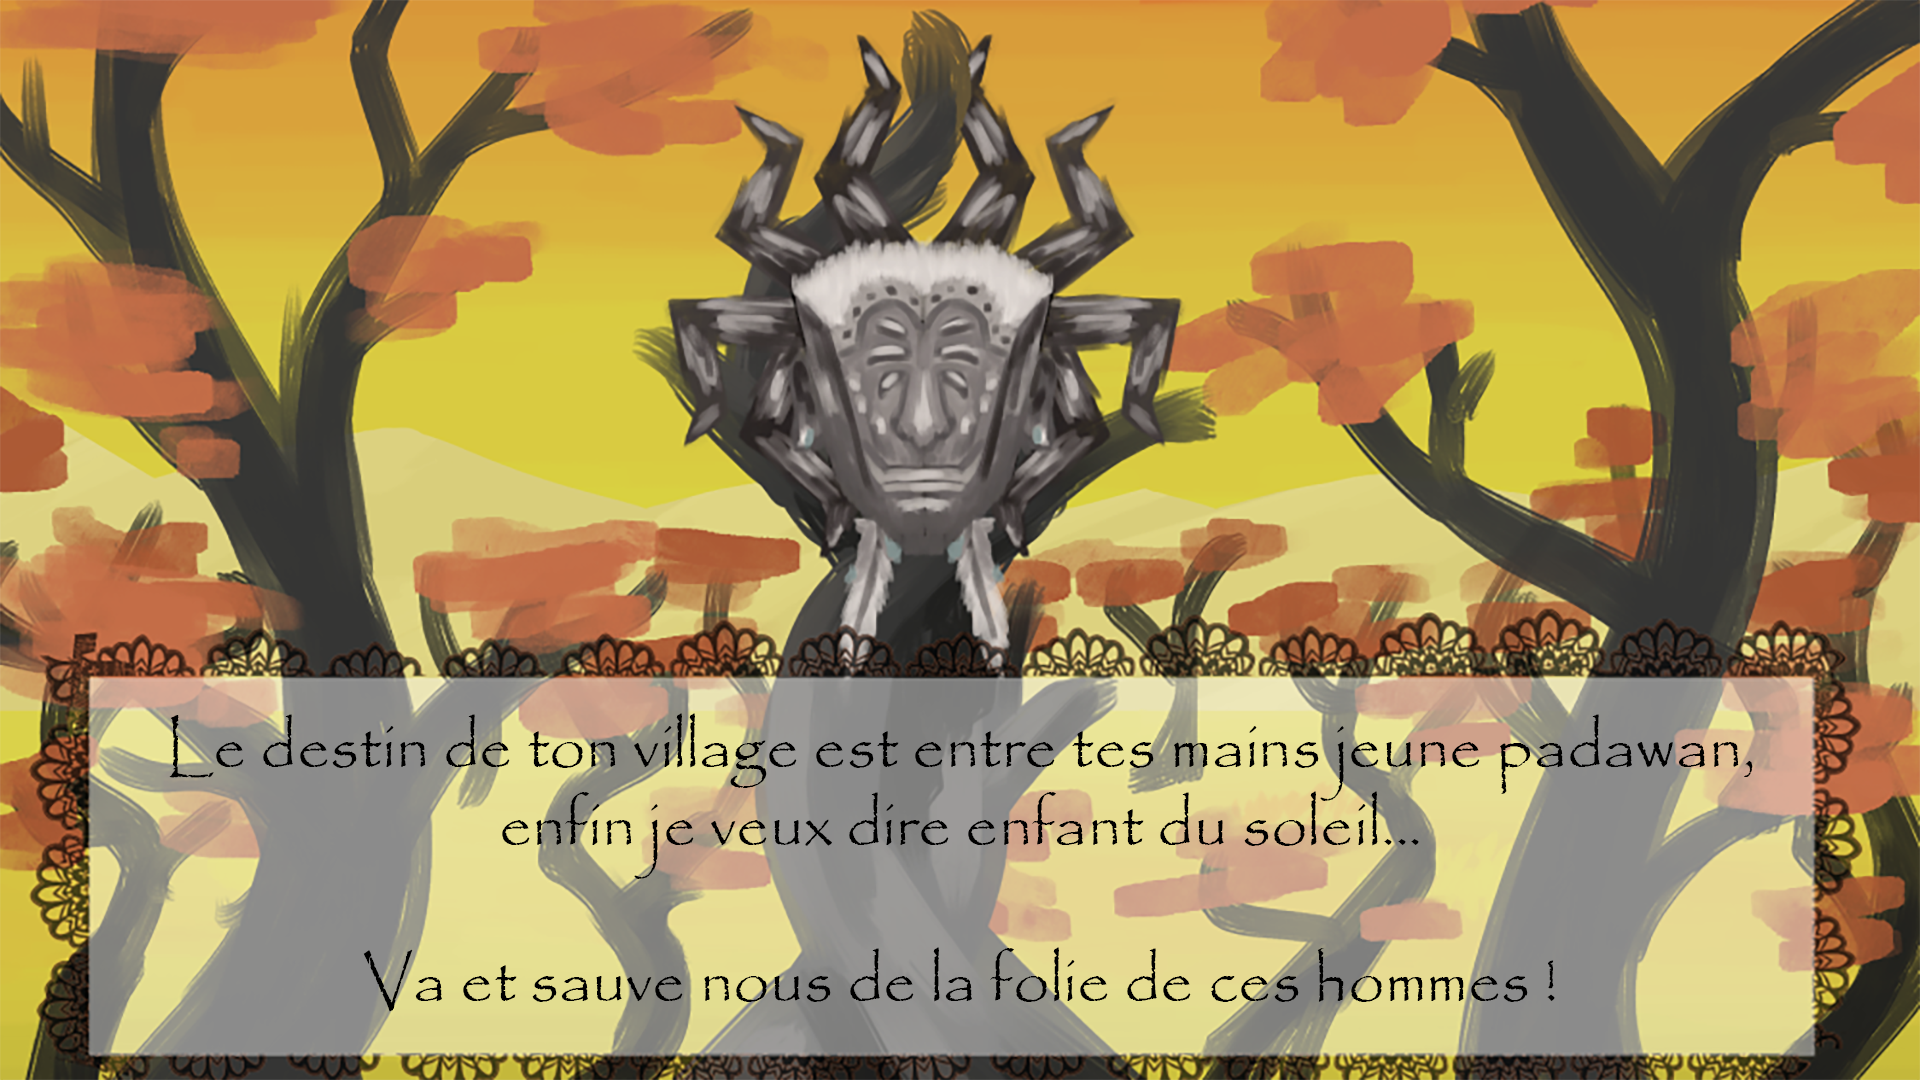 Le destin de ton village est entre tes mains jeune padawan,
enfin je veux dire enfant du soleil...
Va et sauve nous de la folie de ces hommes !